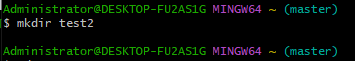 Administrator@DESKTOP-FU2AS1G MINGW64 ~ (master)
$ mkdir test2
Administrator@DESKTOP-FU2AS1G MINGW64 ~ (master)